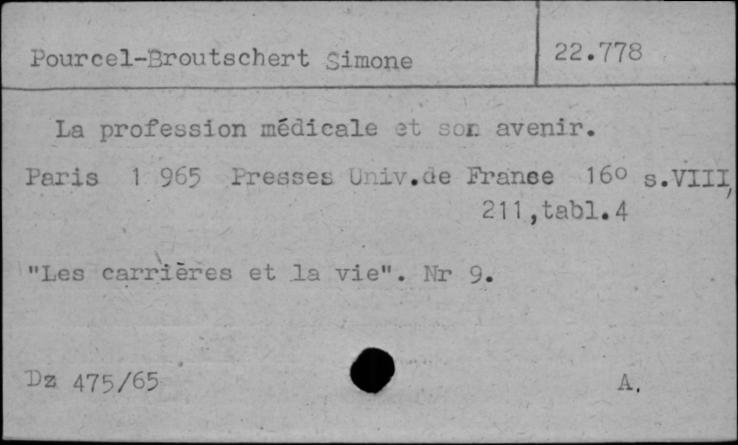 Pourcel-Broutschert Simone 22.778
La profession médicale et son avenir.
Paris 1 965 Presses Univ.de France 16o s.VIII,
211,tabl.4
"Les carrières et la vie". Nr 9.
Dz 475/65 A.